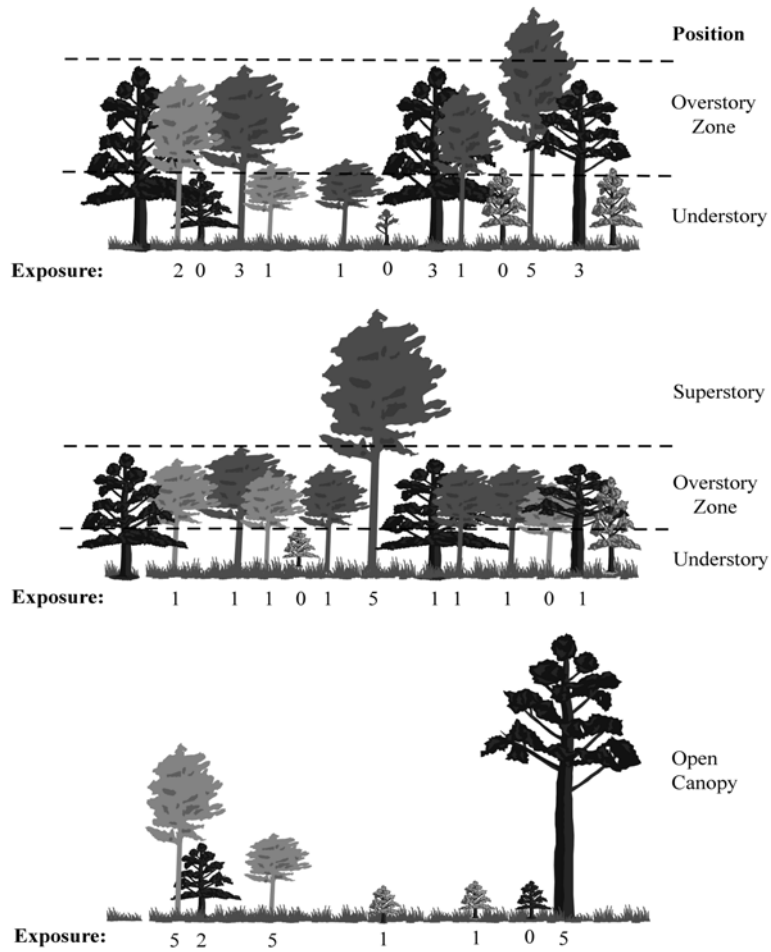 Position
Overstory
Zone
Understory
Exposure: 2 0 3 1 1 0 3 1 0 5 3
Superstory
Overstory
Zone
Understory
Exposure: 1 1 1 0 1 5 1 1 1 0 1
Open
Canopy
Exposure: 5 2 5 1 1 0 5